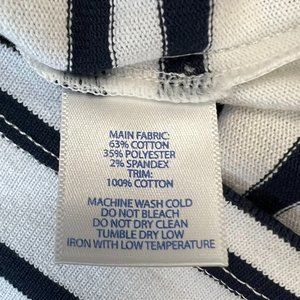 MAIN FABRIC:
63% COTTON
35% POLYESTER
2% SPANDEX
TRIM:
100% COTTON
MACHINE WASH COLD
DO NOT BLEACH
DO NOT DRY CLEAN
TUMBLE DRY LOW
IRON WITH LOW TEMPERATURE